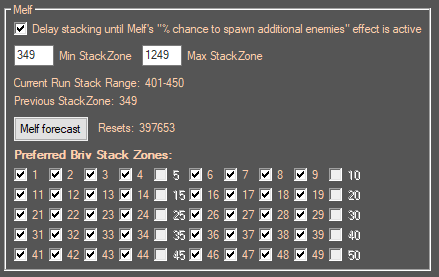 Melf
Delay stacking until Melf's "% chance to spawn additional enemies" effect is active
349 Min StackZone 1249 Max StackZone
Current Run Stack Range: 401-450
Previous StackZone: 349
Melf forecast Resets: 397653
Preferred Briv Stack Zones:
1 2 3 4 5 6 7 8 9 10
11 12 13 14 15 16 17 18 19 20
21 22 23 24 25 26 27 28 29 30
31 32 33 34 35 36 37 38 39 40
41 42 43 44 45 46 47 48 49 50